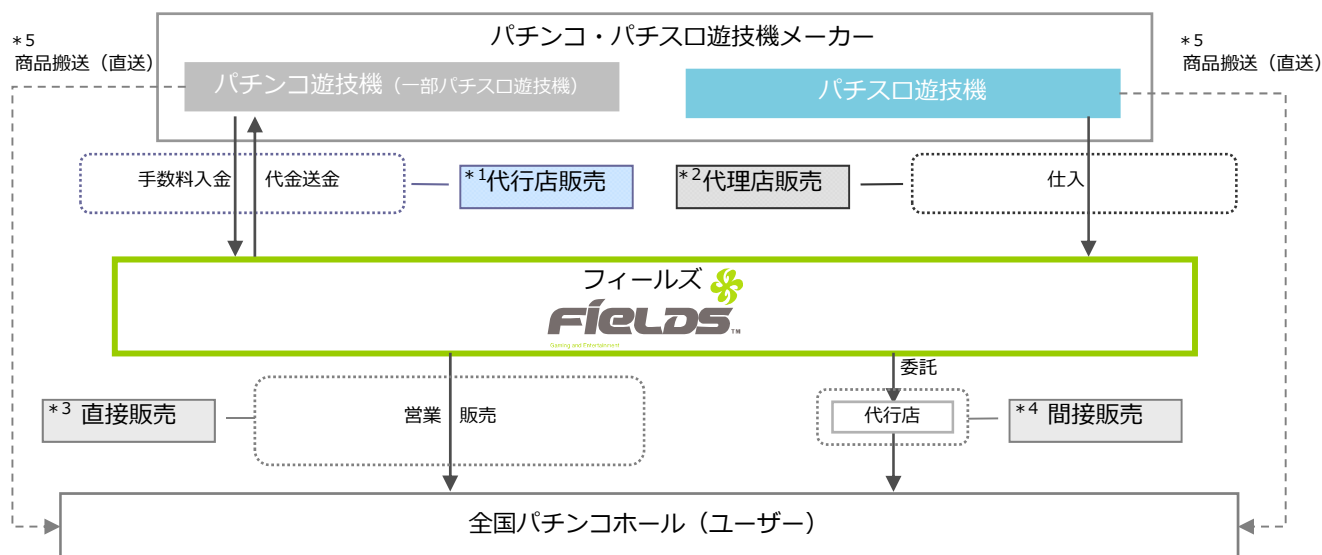 パチンコ・パチスロ遊技機メーカー
*5
商品搬送（直送）
*5
商品搬送（直送）
パチンコ遊技機（一部パチスロ遊技機）
パチスロ遊技機
手数料入金
代金送金
*1代行店販売
*2代理店販売
仕入
フィールズ
FIELDS™
Gaming and Entertainment
委託
*3 直接販売
営業
販売
代行店
*4 間接販売
全国パチンコホール（ユーザー）